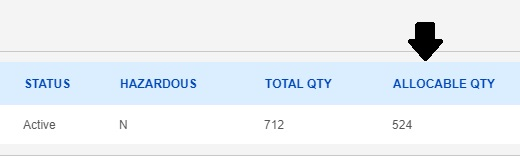 STATUS HAZARDOUS TOTAL QTY ALLOCABLE QTY
Active N 712 524